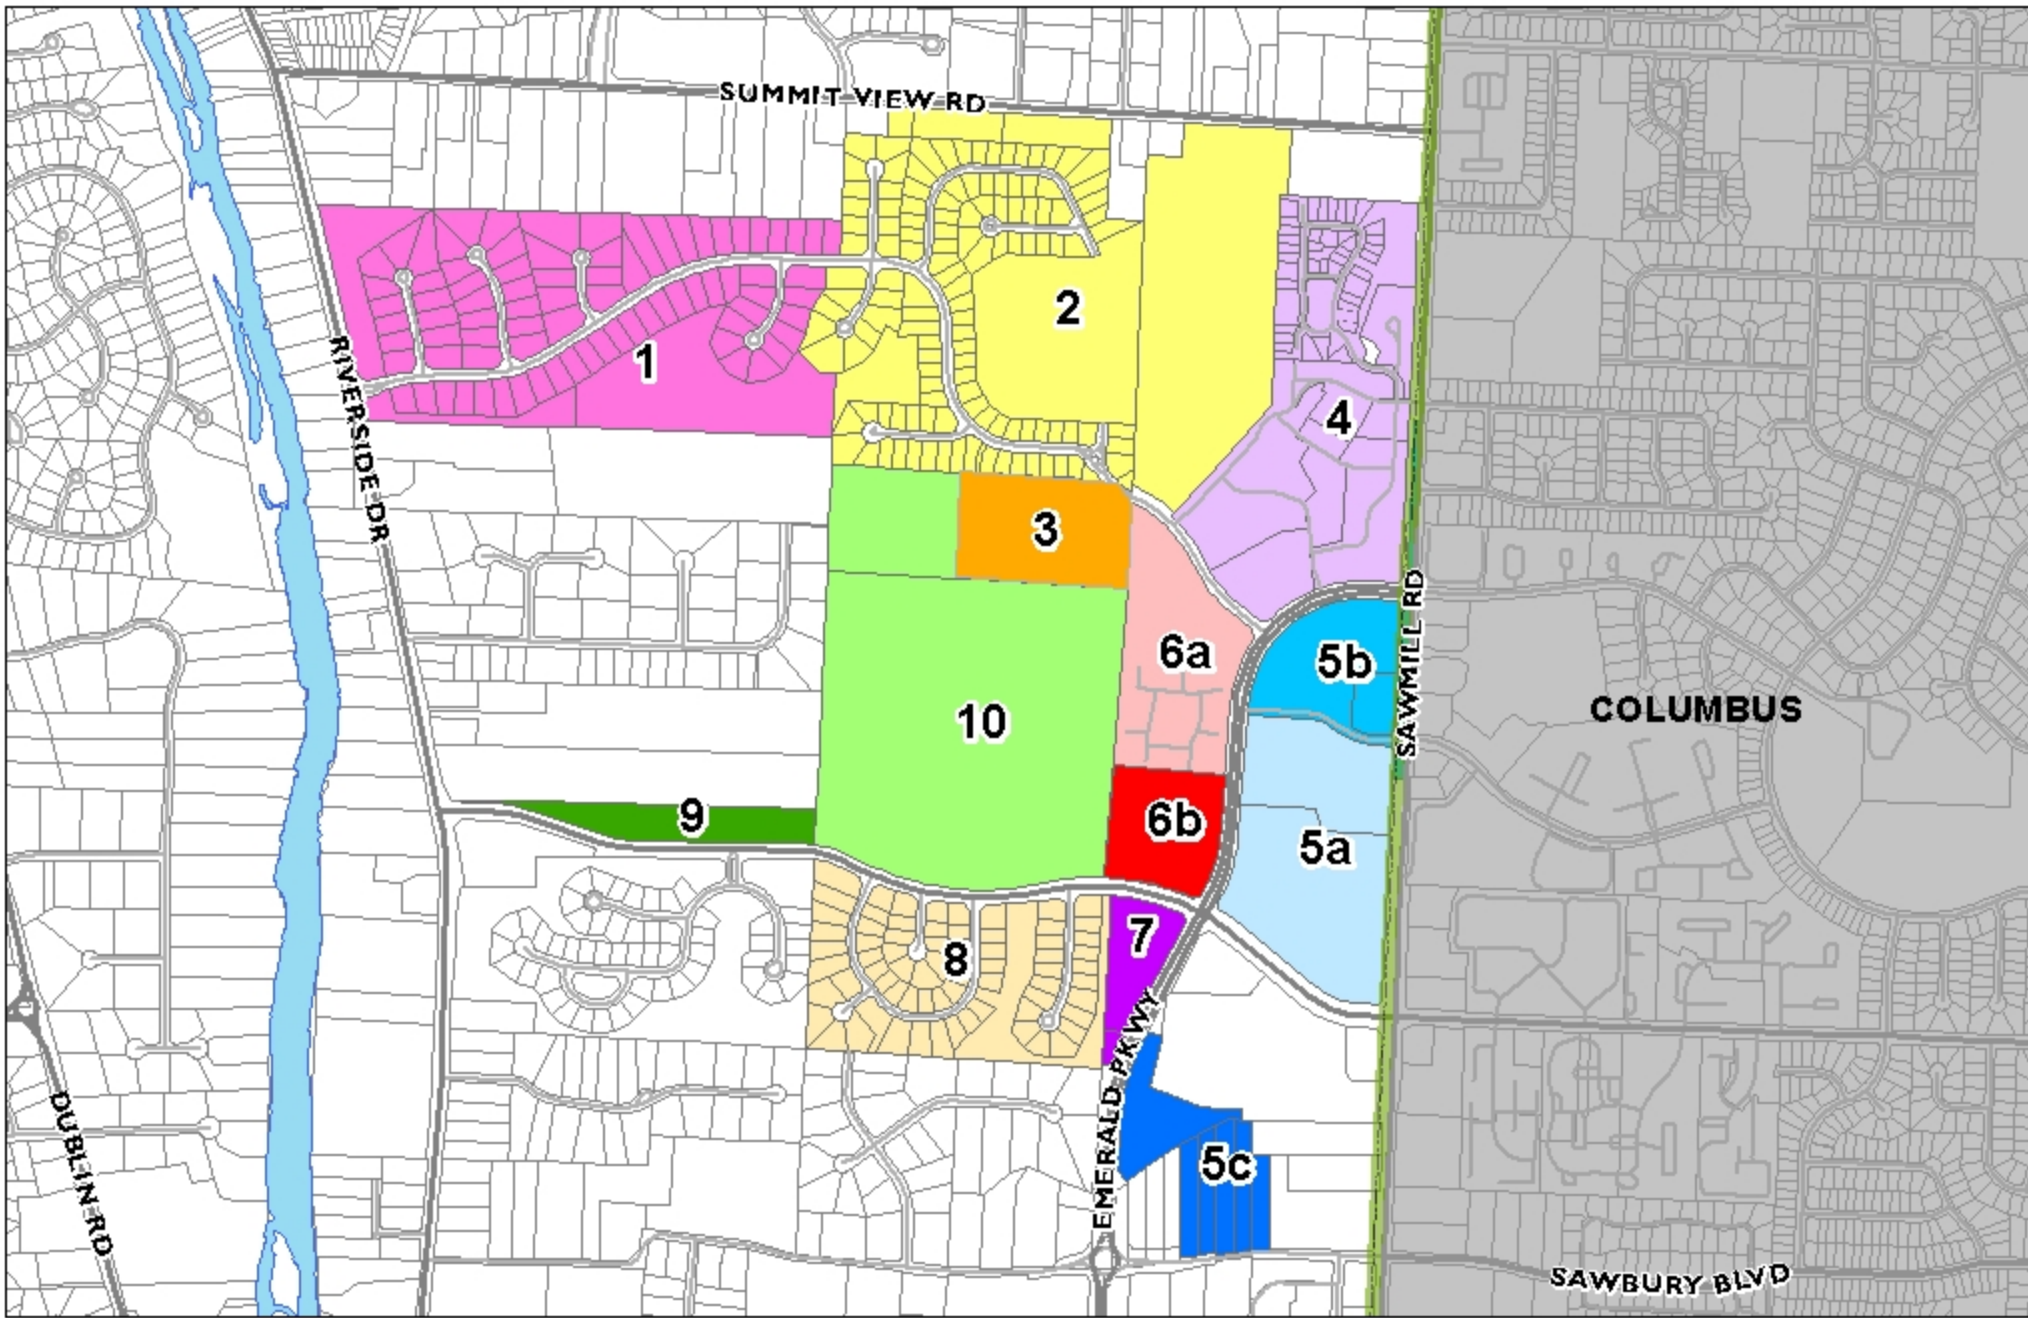 SUMMIT VIEW RD
2
1
RIVERSIDE DR
4
3
SAWMILL RD
6a
5b
COLUMBUS
10
9
6b
5a
7
8
EMERALD PKWY
DUBLIN RD
5c
SAWBURY BLVD